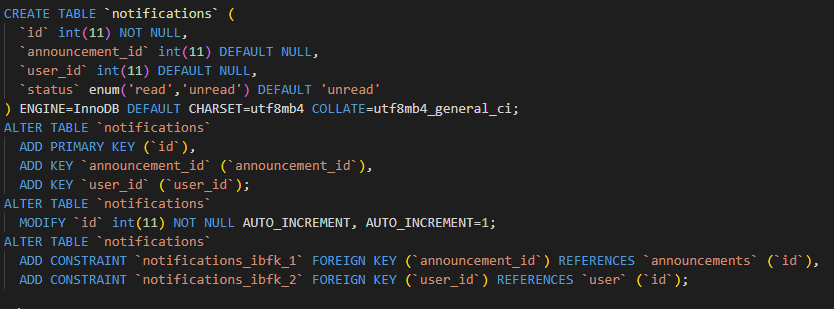 CREATE TABLE `notifications` (
  `id` int(11) NOT NULL,
  `announcement_id` int(11) DEFAULT NULL,
  `user_id` int(11) DEFAULT NULL,
  `status` enum('read','unread') DEFAULT 'unread'
) ENGINE=InnoDB DEFAULT CHARSET=utf8mb4 COLLATE=utf8mb4_general_ci;
ALTER TABLE `notifications`
  ADD PRIMARY KEY (`id`),
  ADD KEY `announcement_id` (`announcement_id`),
  ADD KEY `user_id` (`user_id`);
ALTER TABLE `notifications`
  MODIFY `id` int(11) NOT NULL AUTO_INCREMENT, AUTO_INCREMENT=1;
ALTER TABLE `notifications`
  ADD CONSTRAINT `notifications_ibfk_1` FOREIGN KEY (`announcement_id`) REFERENCES `announcements` (`id`),
  ADD CONSTRAINT `notifications_ibfk_2` FOREIGN KEY (`user_id`) REFERENCES `user` (`id`);